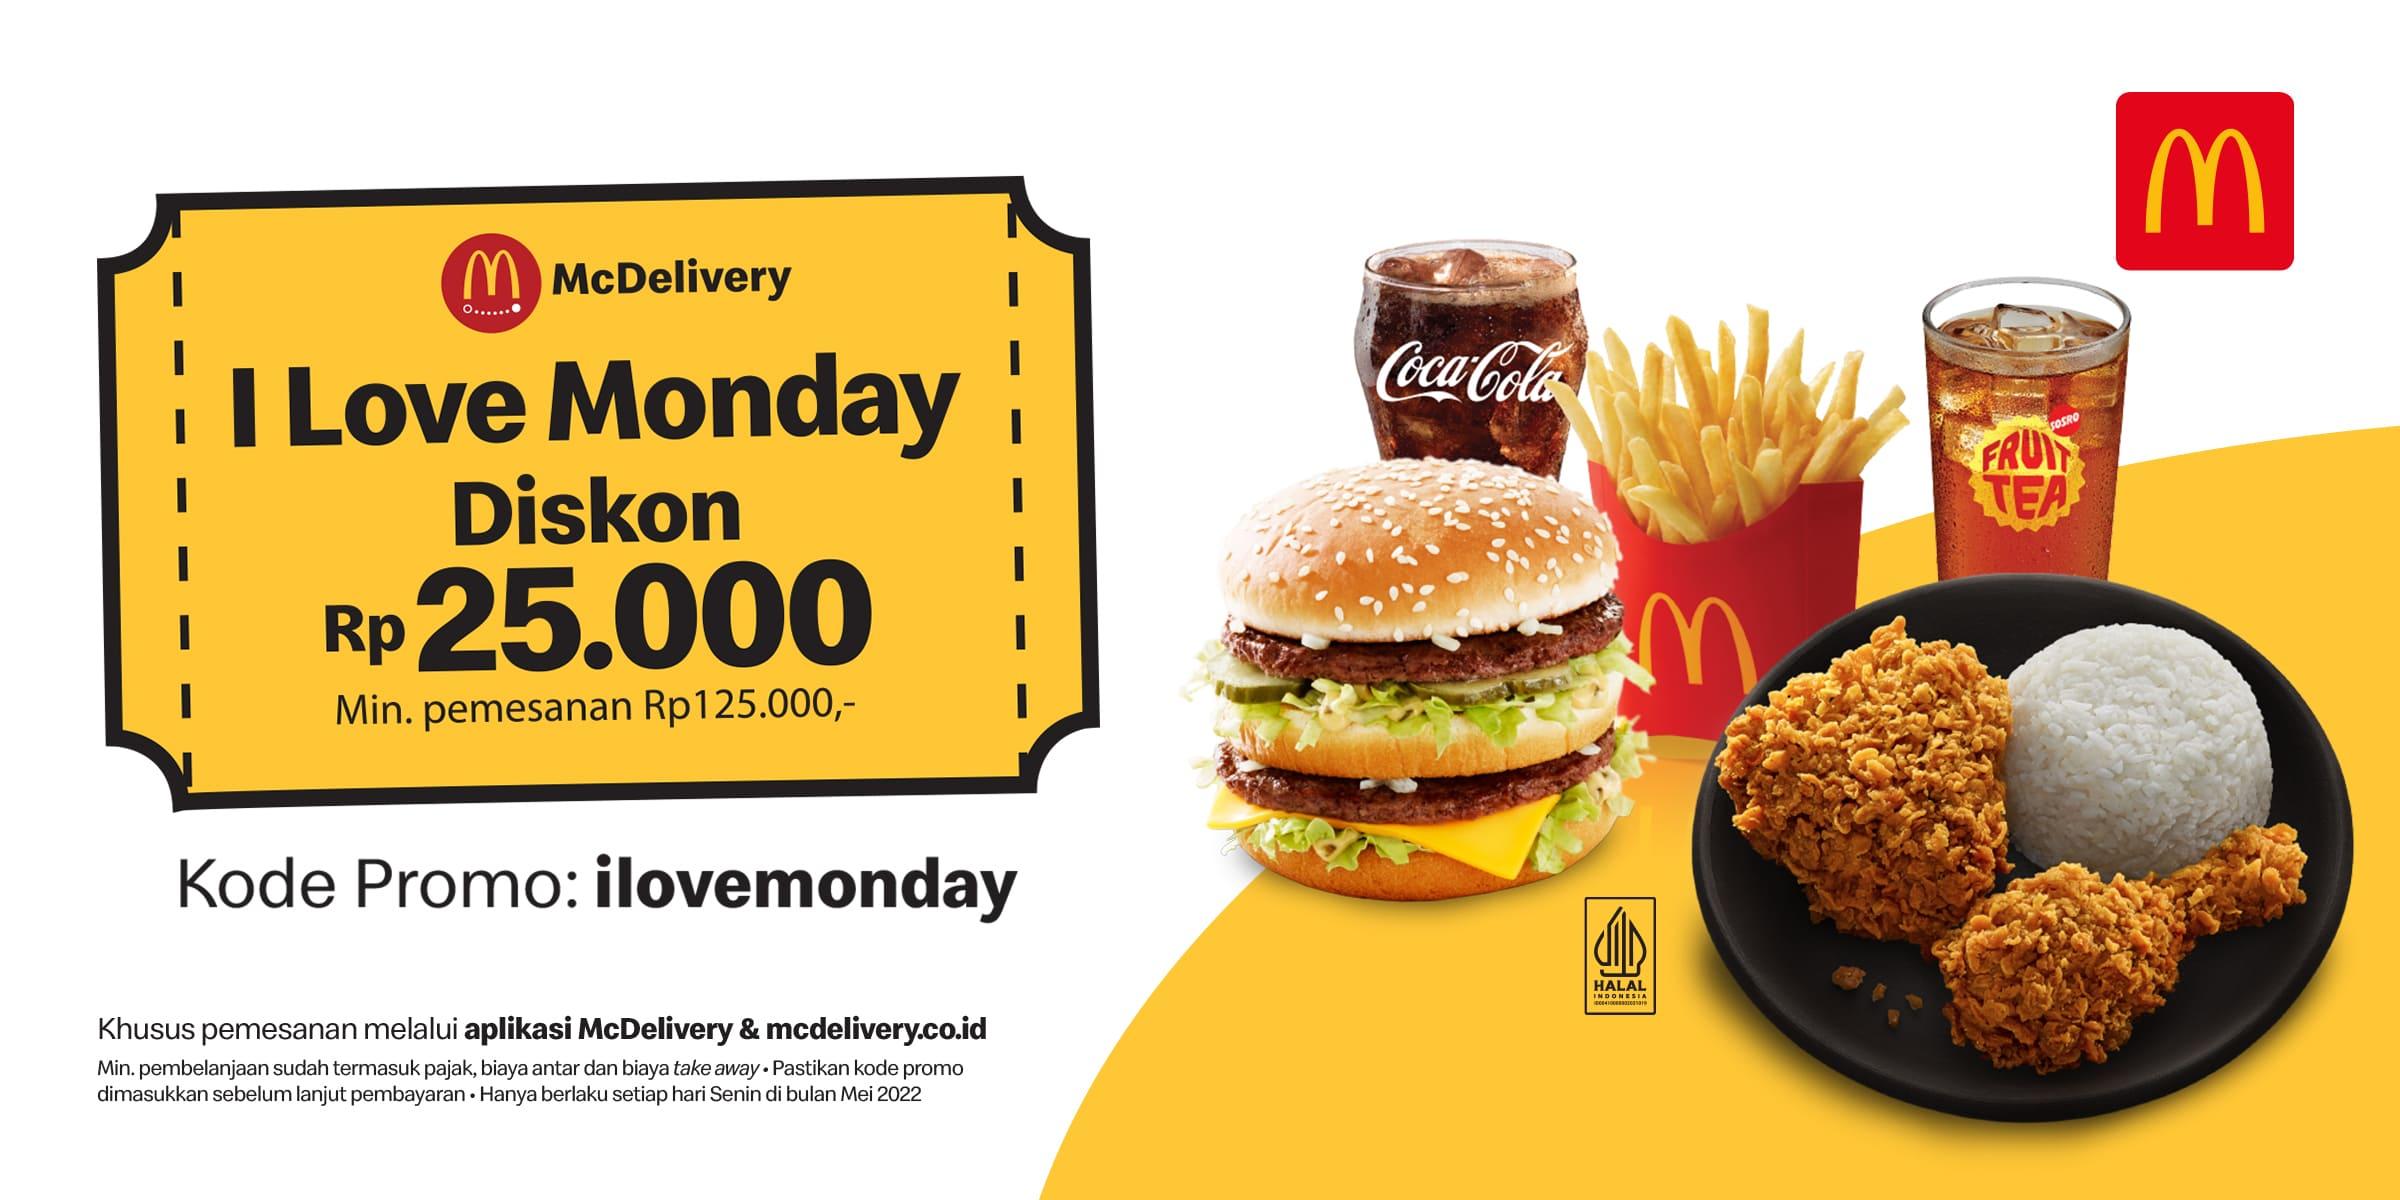 McDelivery
I Love Monday
Diskon
Rp 25.000
Min. pemesanan Rp125.000,-
Kode Promo: ilovemonday
Khusus pemesanan melalui aplikasi McDelivery & mcdelivery.co.id
Min. pembelanjaan sudah termasuk pajak, biaya antar dan biaya take away • Pastikan kode promo
dimasukkan sebelum lanjut pembayaran • Hanya berlaku setiap hari Senin di bulan Mei 2022
Coca-Cola
SOSRO
FRUIT
TEA
HALAL
INDONESIA